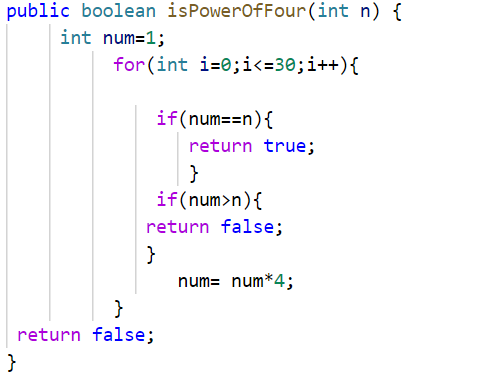 public boolean isPowerOfFour(int n) {
int num=1;
for(int i=0;i<=30;i++){
if(num==n){
return true;
}
if(num>n){
return false;
}
num= num*4;
}
return false;
}